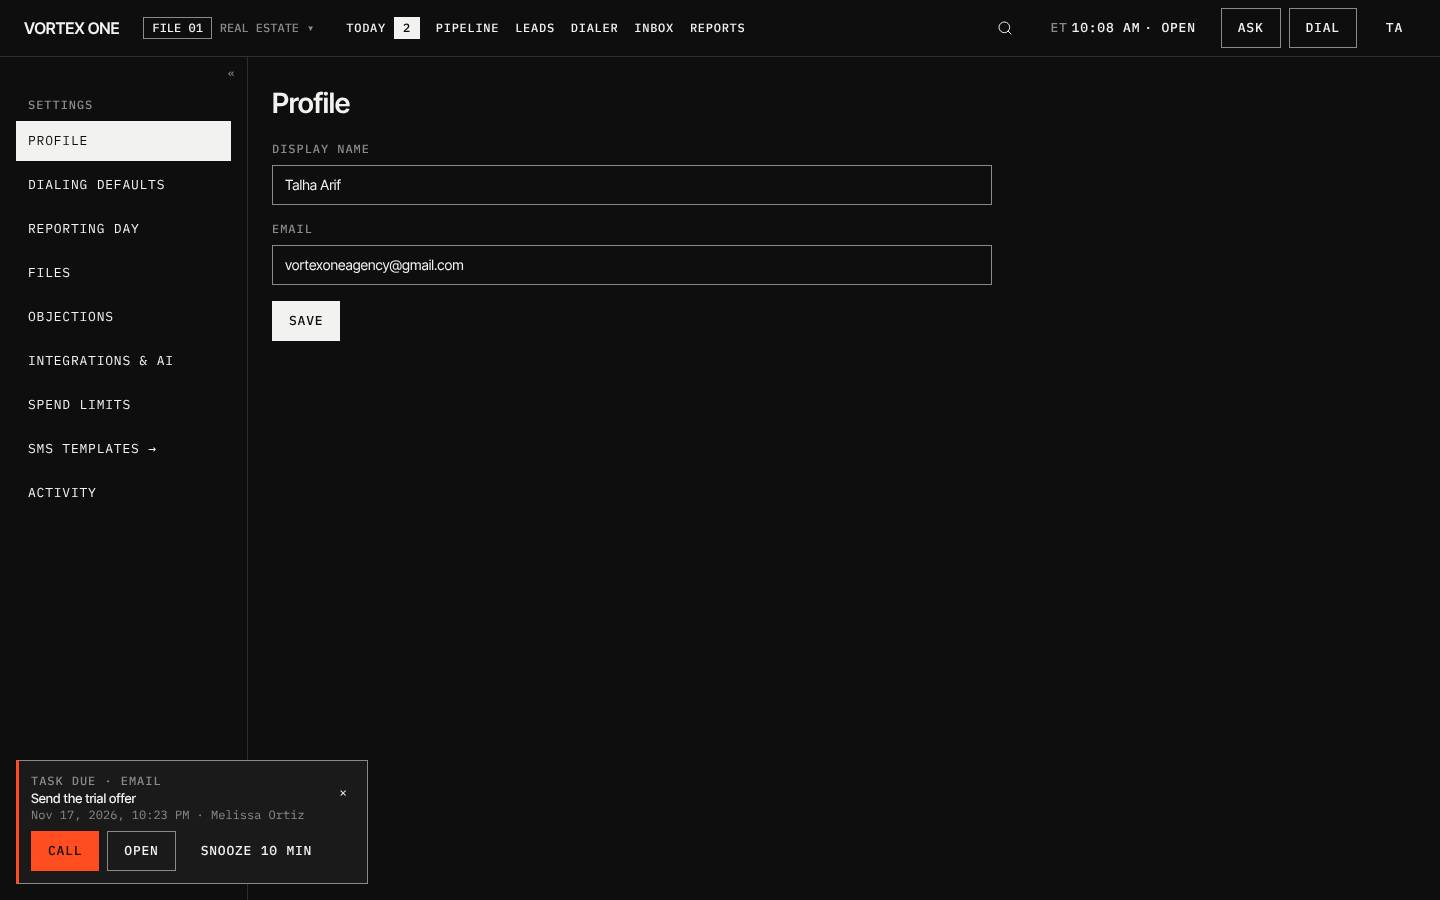 VORTEX ONE FILE 01 REAL ESTATE ▾ TODAY 2 PIPELINE LEADS DIALER INBOX REPORTS ET 10:08 AM · OPEN ASK DIAL TA
«
SETTINGS
PROFILE
DIALING DEFAULTS
REPORTING DAY
FILES
OBJECTIONS
INTEGRATIONS & AI
SPEND LIMITS
SMS TEMPLATES →
ACTIVITY
Profile
DISPLAY NAME
Talha Arif
EMAIL
vortexoneagency@gmail.com
SAVE
TASK DUE · EMAIL
×
Send the trial offer
Nov 17, 2026, 10:23 PM · Melissa Ortiz
CALL OPEN SNOOZE 10 MIN